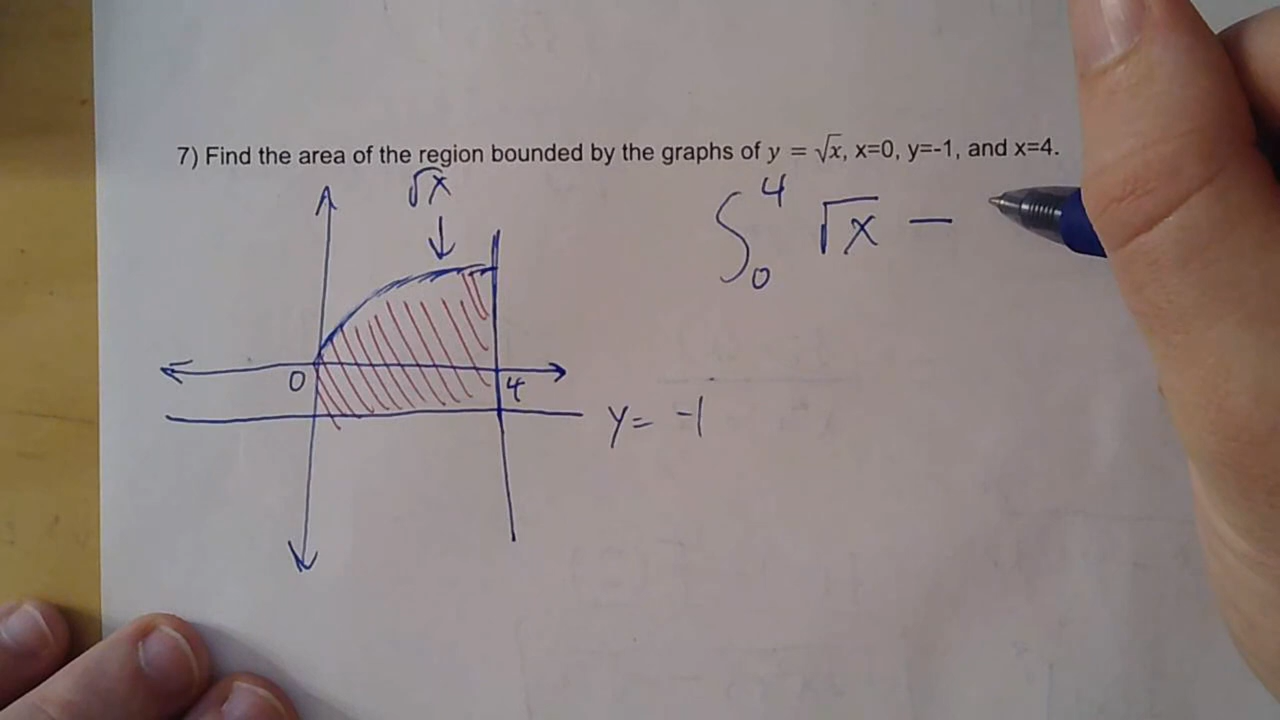 7) Find the area of the region bounded by the graphs of y = √x, x=0, y=-1, and x=4.
√x
∫₀⁴ √x −
0
4
y= -1